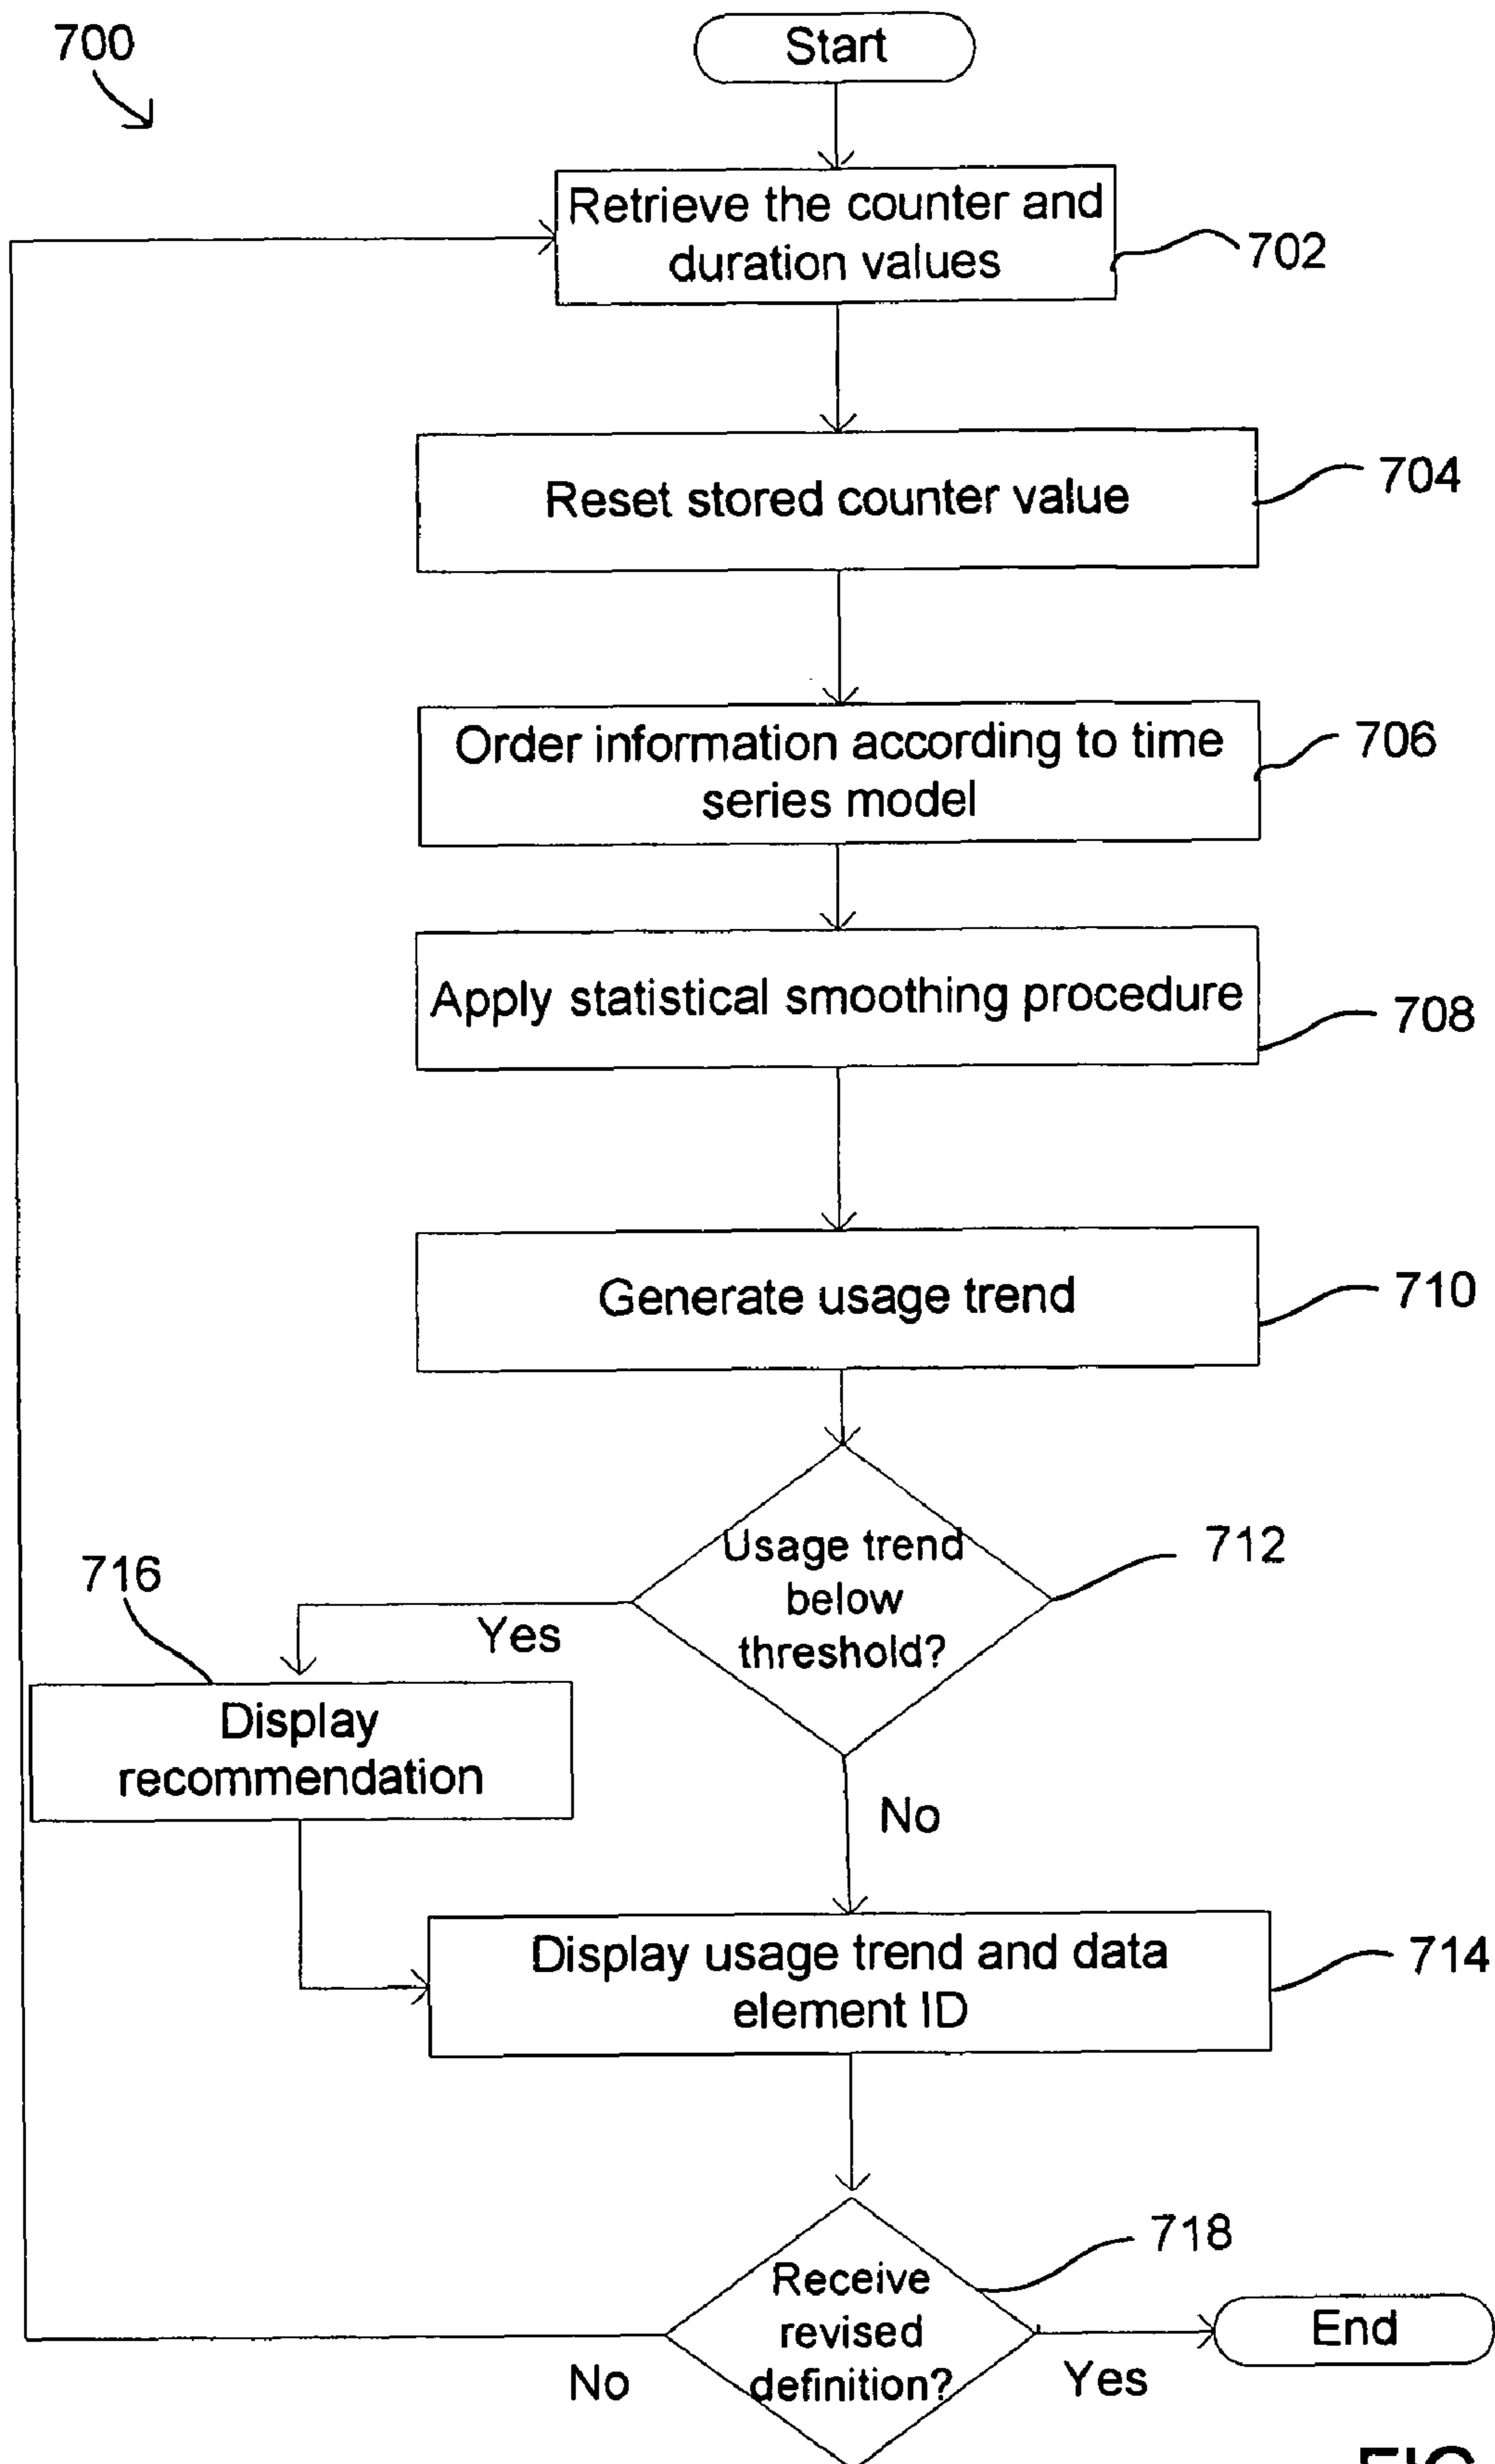 700
Start
Retrieve the counter and
duration values
702
Reset stored counter value
704
Order information according to time
series model
706
Apply statistical smoothing procedure
708
Generate usage trend
710
Usage trend
below
threshold?
712
716
Yes
Display
recommendation
No
Display usage trend and data
element ID
714
718
Receive
revised
definition?
End
No
Yes